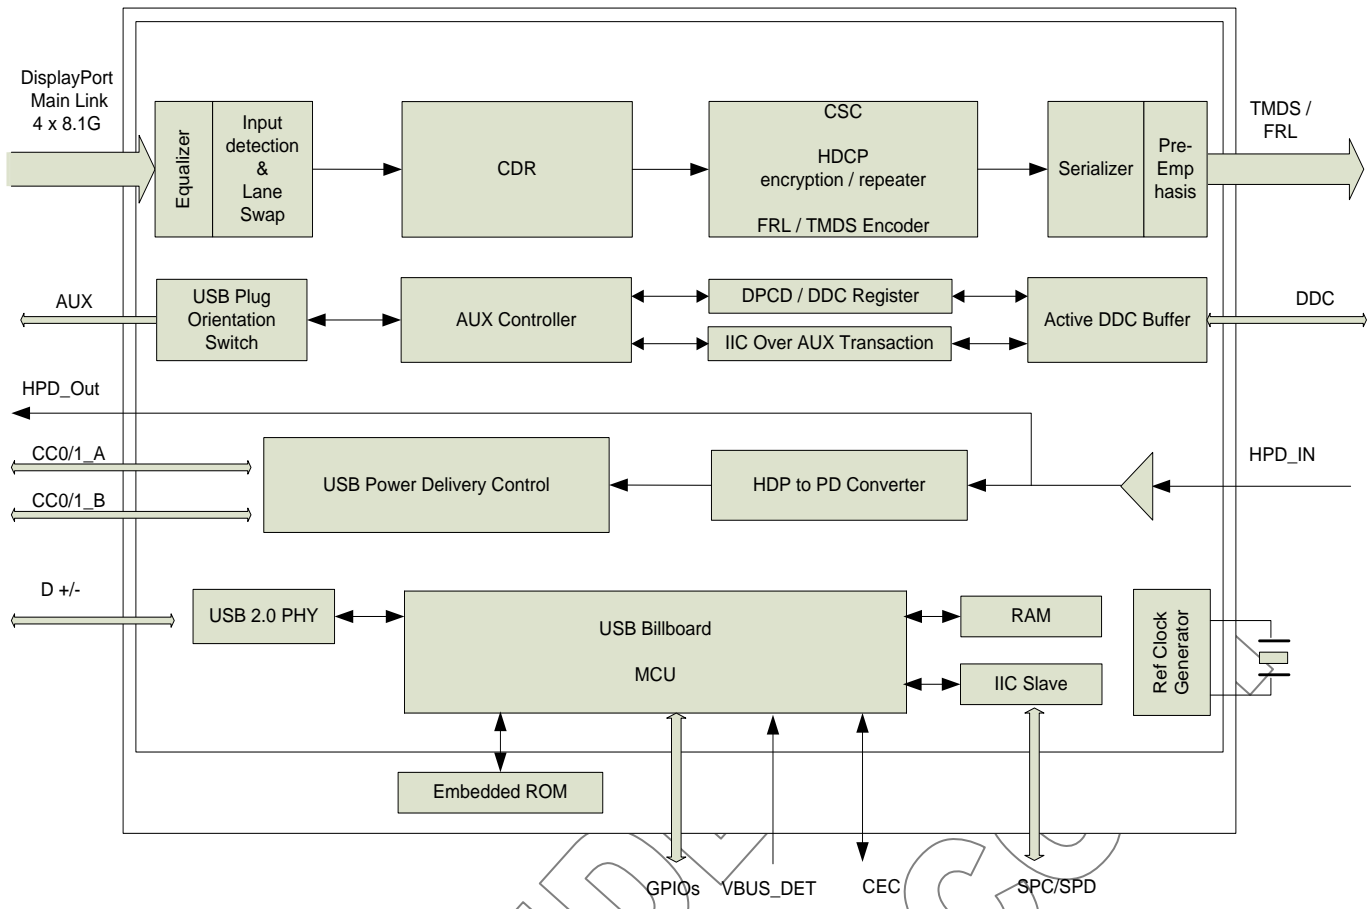 DisplayPort
Main Link
4 x 8.1G
Equalizer
Input
detection
&
Lane
Swap
CDR
CSC
HDCP
encryption / repeater
FRL / TMDS Encoder
Serializer
Pre-
Emp
hasis
TMDS /
FRL
AUX
USB Plug
Orientation
Switch
AUX Controller
DPCD / DDC Register
IIC Over AUX Transaction
Active DDC Buffer
DDC
HPD_Out
CC0/1_A
CC0/1_B
USB Power Delivery Control
HDP to PD Converter
HPD_IN
D +/-
USB 2.0 PHY
USB Billboard
MCU
RAM
IIC Slave
Ref Clock
Generator
Embedded ROM
GPIOs
VBUS_DET
CEC
SPC/SPD